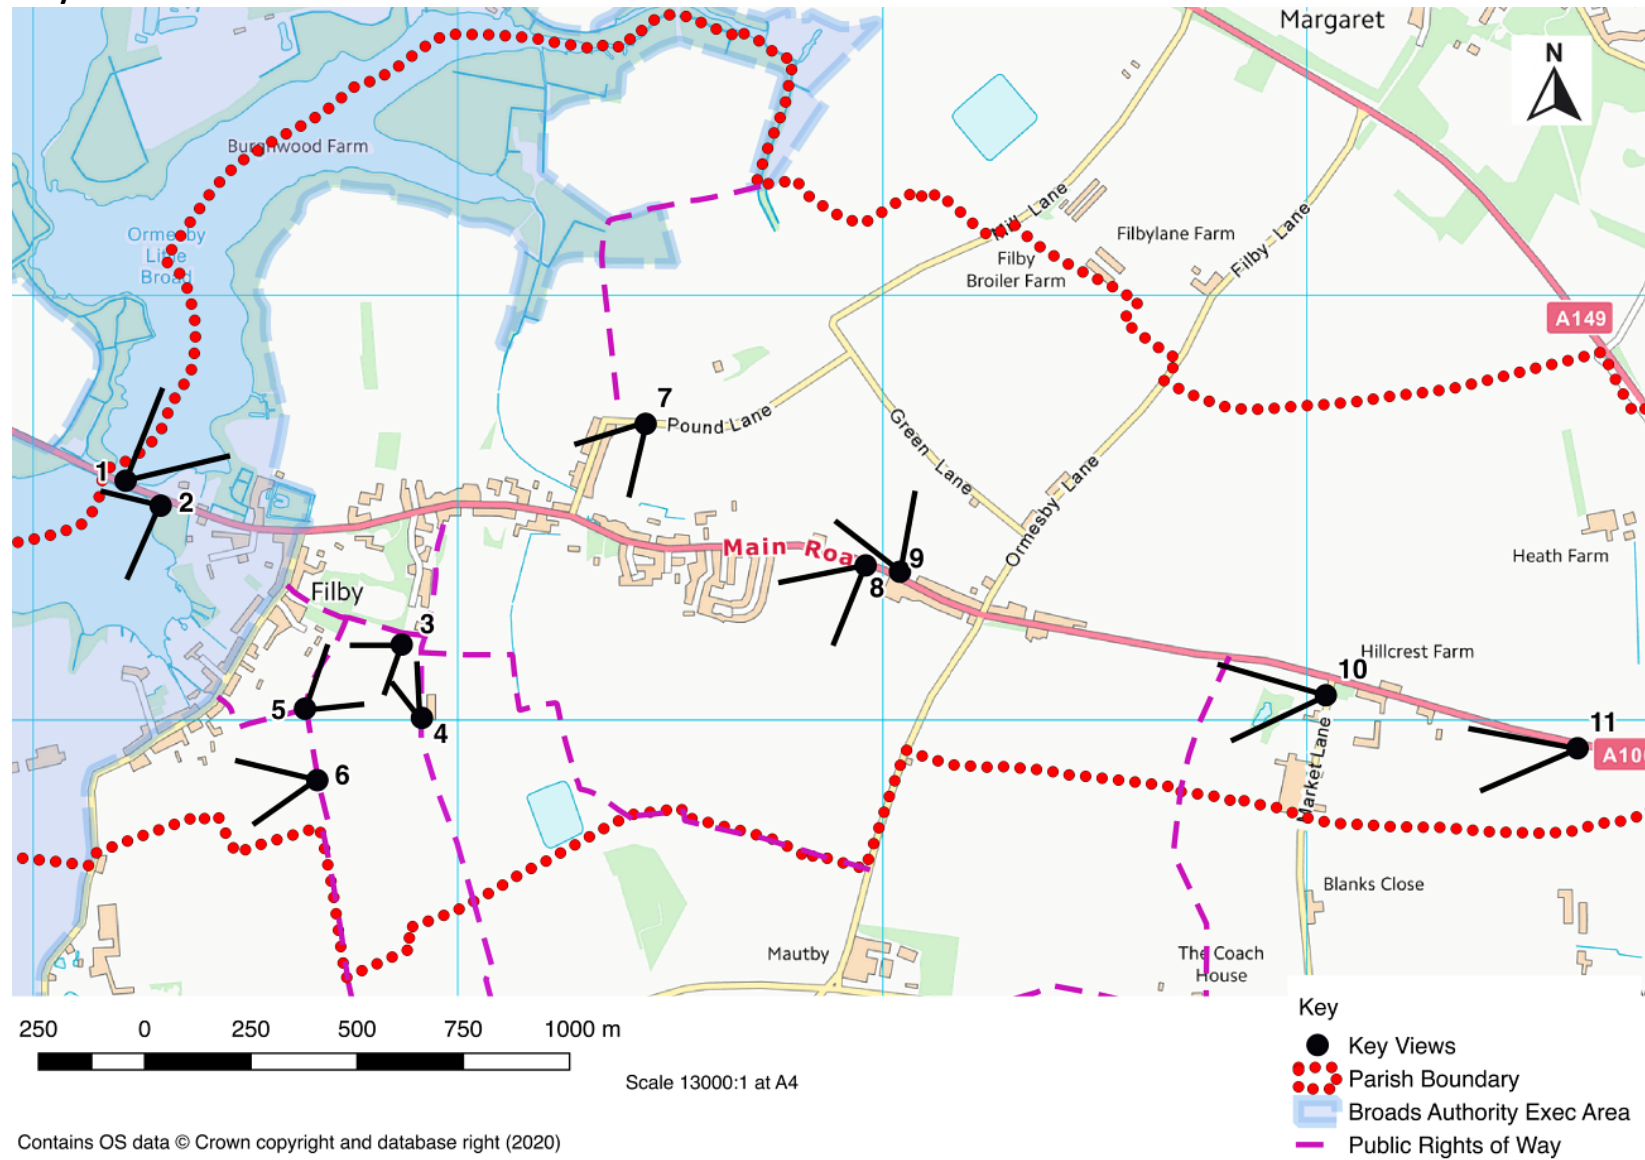 Margaret
N
Burghwood Farm
Mill Lane
Ormesby
Little
Broad
Filbylane Farm
Filby Lane
Filby
Broiler Farm
A149
7
Pound Lane
Green Lane
1
2
Ormesby Lane
Main Roa
9
8
Heath Farm
Filby
3
Hillcrest Farm
10
5
4
11
Market Lane
6
Blanks Close
Mautby
The Coach
House
Key
250 0 250 500 750 1000 m
Key Views
Scale 13000:1 at A4
Parish Boundary
Broads Authority Exec Area
Contains OS data © Crown copyright and database right (2020)
Public Rights of Way